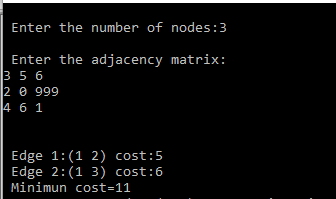 Enter the number of nodes:3
Enter the adjacency matrix:
3 5 6
2 0 999
4 6 1
Edge 1:(1 2) cost:5
Edge 2:(1 3) cost:6
Minimun cost=11